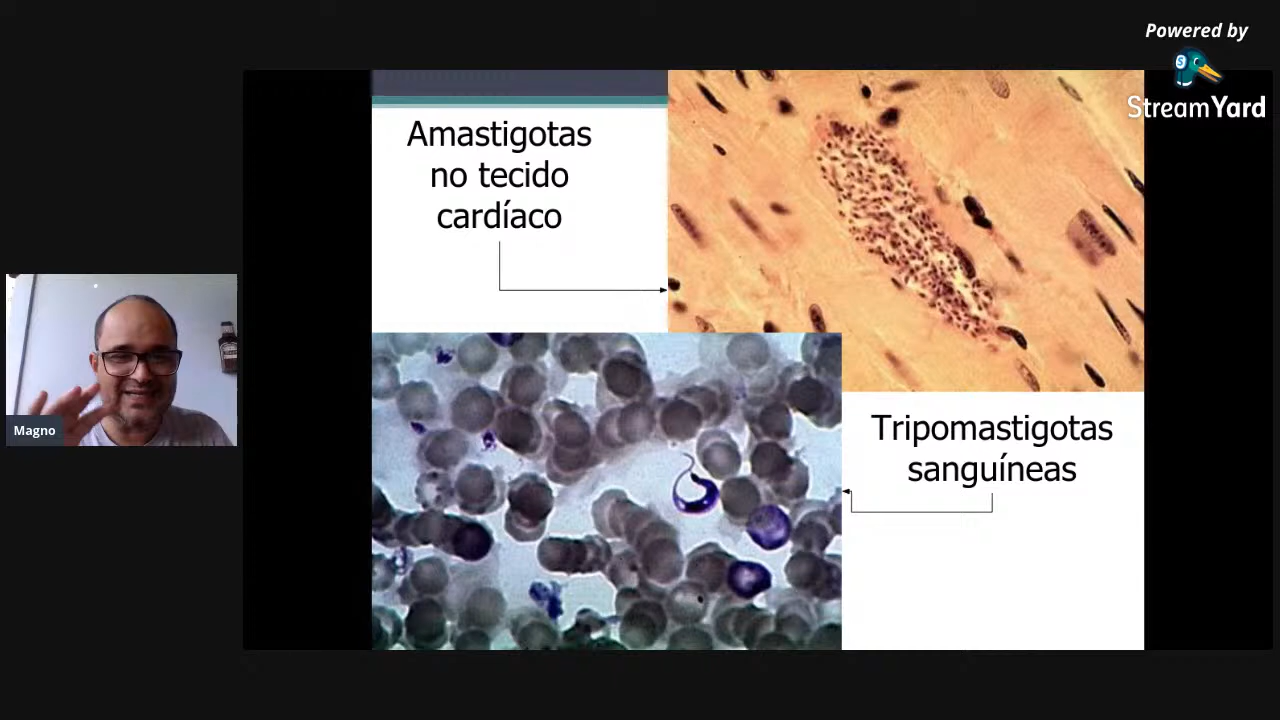 Powered by
StreamYard
Amastigotas
no tecido
cardíaco
Magno
Tripomastigotas
sanguíneas